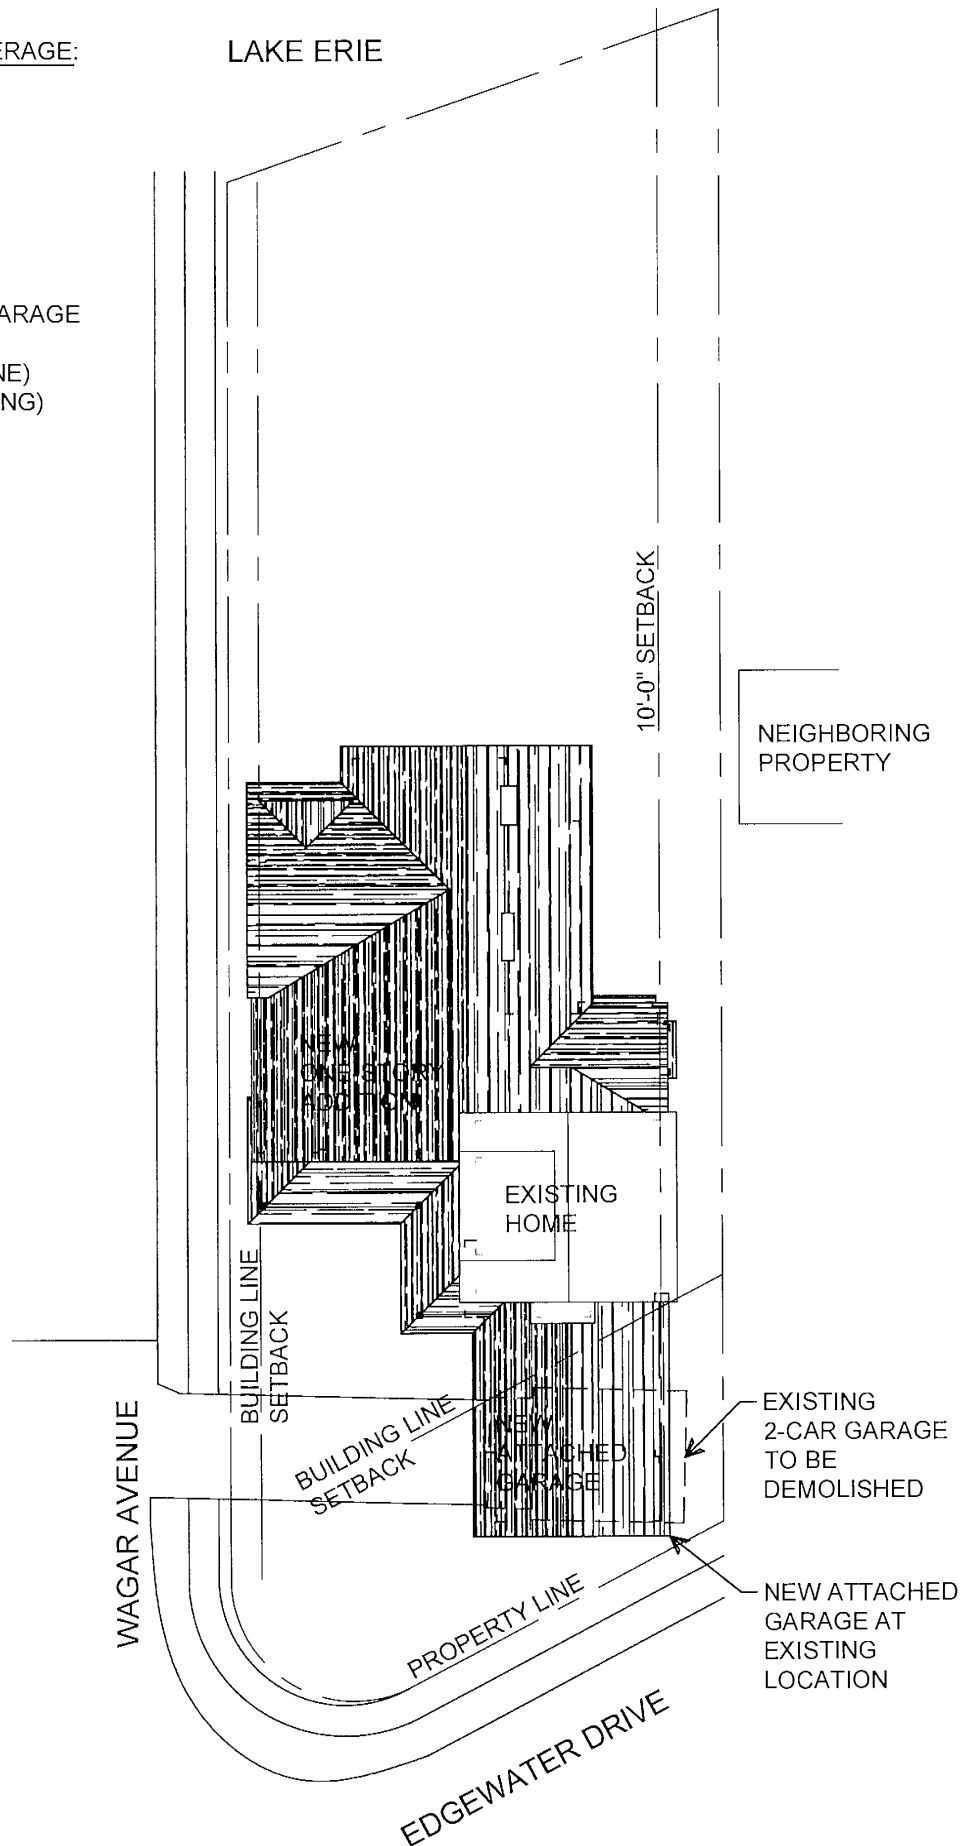 ERAGE:
LAKE ERIE
ARAGE
NE)
NG)
10'-0" SETBACK
NEIGHBORING
PROPERTY
NEW
ONE STORY
ADDITION
EXISTING
HOME
BUILDING LINE
SETBACK
BUILDING LINE
SETBACK
NEW
ATTACHED
GARAGE
EXISTING
2-CAR GARAGE
TO BE
DEMOLISHED
WAGAR AVENUE
PROPERTY LINE
NEW ATTACHED
GARAGE AT
EXISTING
LOCATION
EDGEWATER DRIVE